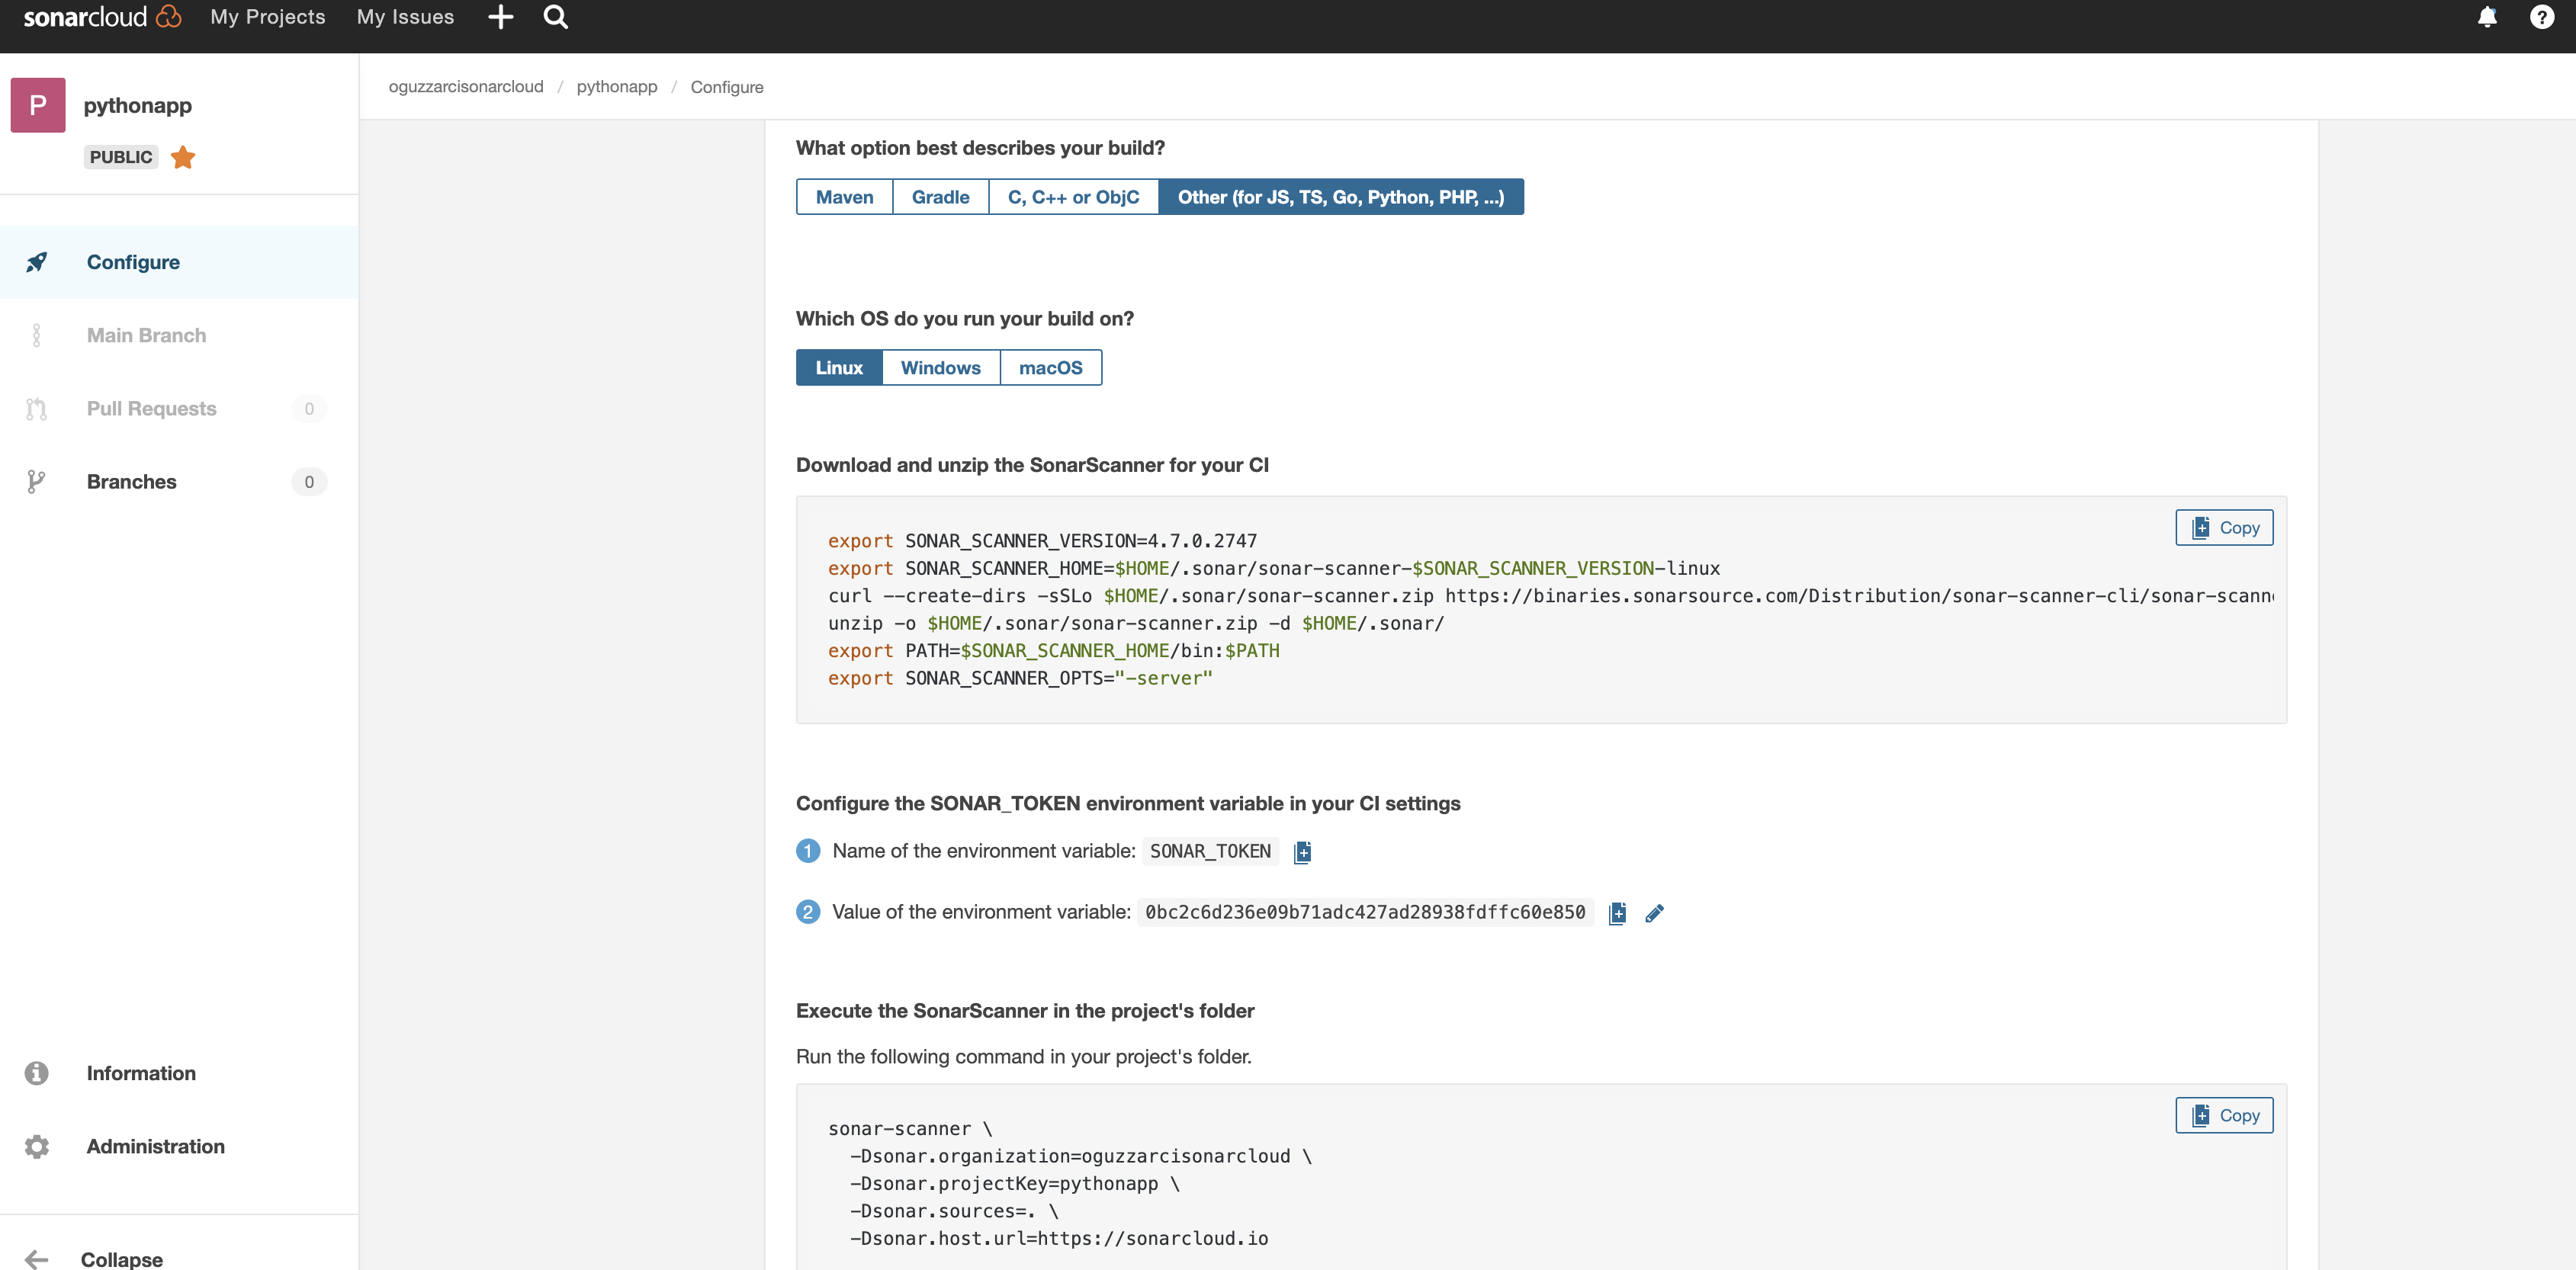 sonarcloud My Projects My Issues
P pythonapp
PUBLIC
Configure
Main Branch
Pull Requests 0
Branches 0
Information
Administration
Collapse
oguzzarcisonarcloud / pythonapp / Configure
What option best describes your build?
Maven Gradle C, C++ or ObjC Other (for JS, TS, Go, Python, PHP, ...)
Which OS do you run your build on?
Linux Windows macOS
Download and unzip the SonarScanner for your CI
Copy
export SONAR_SCANNER_VERSION=4.7.0.2747
export SONAR_SCANNER_HOME=$HOME/.sonar/sonar-scanner-$SONAR_SCANNER_VERSION-linux
curl --create-dirs -sSLo $HOME/.sonar/sonar-scanner.zip https://binaries.sonarsource.com/Distribution/sonar-scanner-cli/sonar-scann
unzip -o $HOME/.sonar/sonar-scanner.zip -d $HOME/.sonar/
export PATH=$SONAR_SCANNER_HOME/bin:$PATH
export SONAR_SCANNER_OPTS="-server"
Configure the SONAR_TOKEN environment variable in your CI settings
1 Name of the environment variable: SONAR_TOKEN
2 Value of the environment variable: 0bc2c6d236e09b71adc427ad28938fdffc60e850
Execute the SonarScanner in the project's folder
Run the following command in your project's folder.
Copy
sonar-scanner \
-Dsonar.organization=oguzzarcisonarcloud \
-Dsonar.projectKey=pythonapp \
-Dsonar.sources=. \
-Dsonar.host.url=https://sonarcloud.io